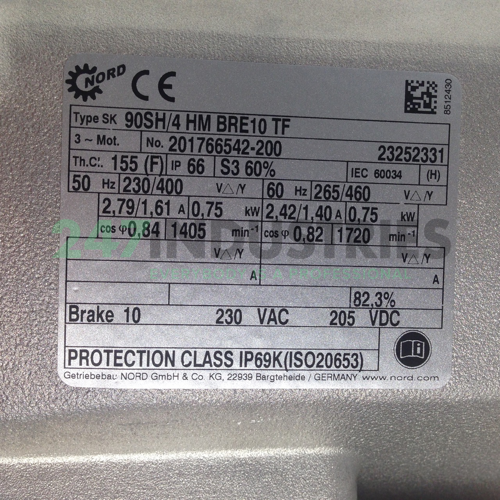 NORD CE
8512430
Type SK 90SH/4 HM BRE10 TF
3 ~ Mot. No. 201766542-200 23252331
Th.Cl. 155 (F) IP 66 S3 60% IEC 60034 (H)
50 Hz 230/400 V△/Y 60 Hz 265/460 V△/Y
2,79/1,61 A 0,75 kW 2,42/1,40 A 0,75 kW
cos φ 0,84 1405 min⁻¹ cos φ 0,82 1720 min⁻¹
V△/Y V△/Y
A A
247INDUSTRIES
82,3%
Brake 10 230 VAC 205 VDC
PROTECTION CLASS IP69K(ISO20653)
Getriebebau NORD GmbH & Co. KG, 22939 Bargteheide / GERMANY www.nord.com